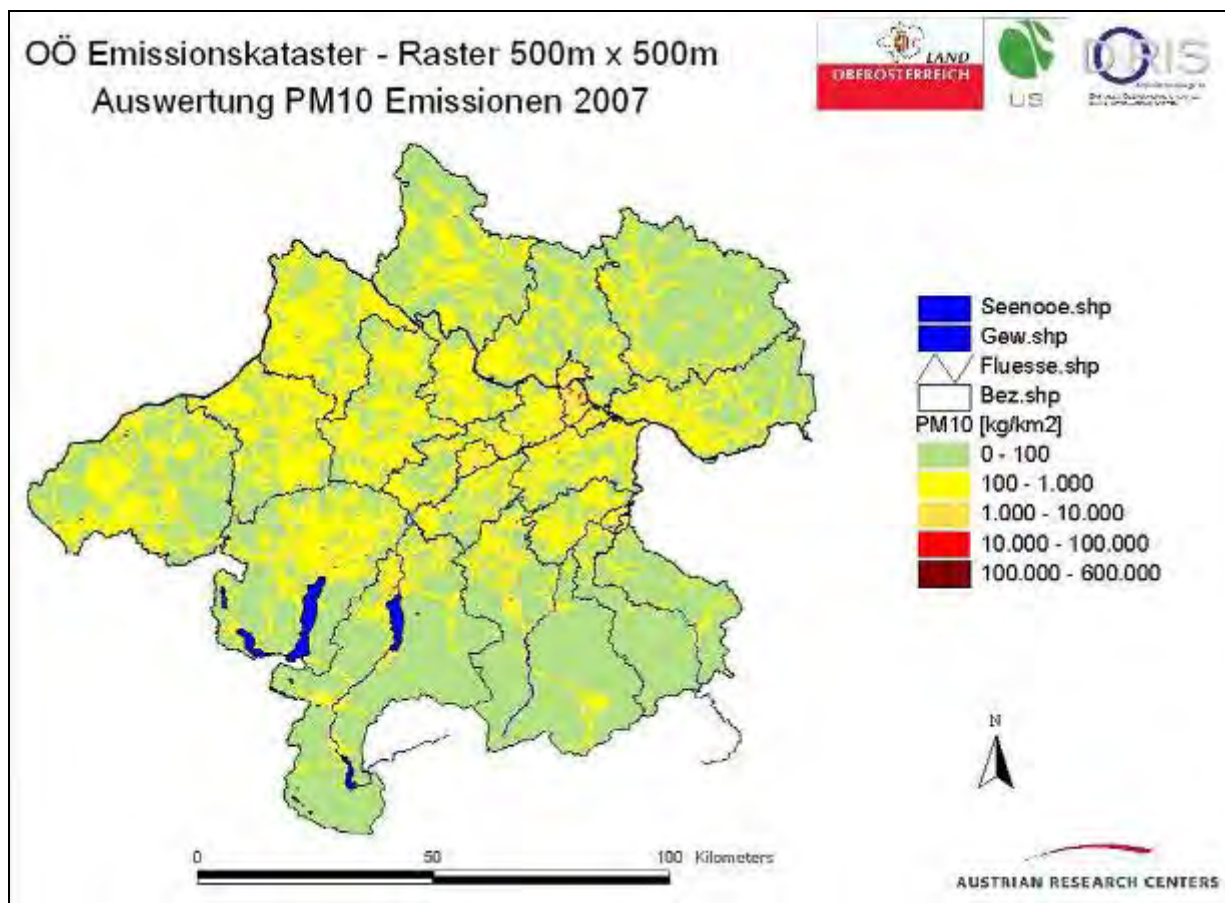 OÖ Emissionskataster - Raster 500m x 500m
Auswertung PM10 Emissionen 2007
LAND
OBERÖSTERREICH
US
DORIS
Seenooe.shp
Gew.shp
Fluesse.shp
Bez.shp
PM10 [kg/km2]
0 - 100
100 - 1.000
1.000 - 10.000
10.000 - 100.000
100.000 - 600.000
N
0 50 100 Kilometers
AUSTRIAN RESEARCH CENTERS